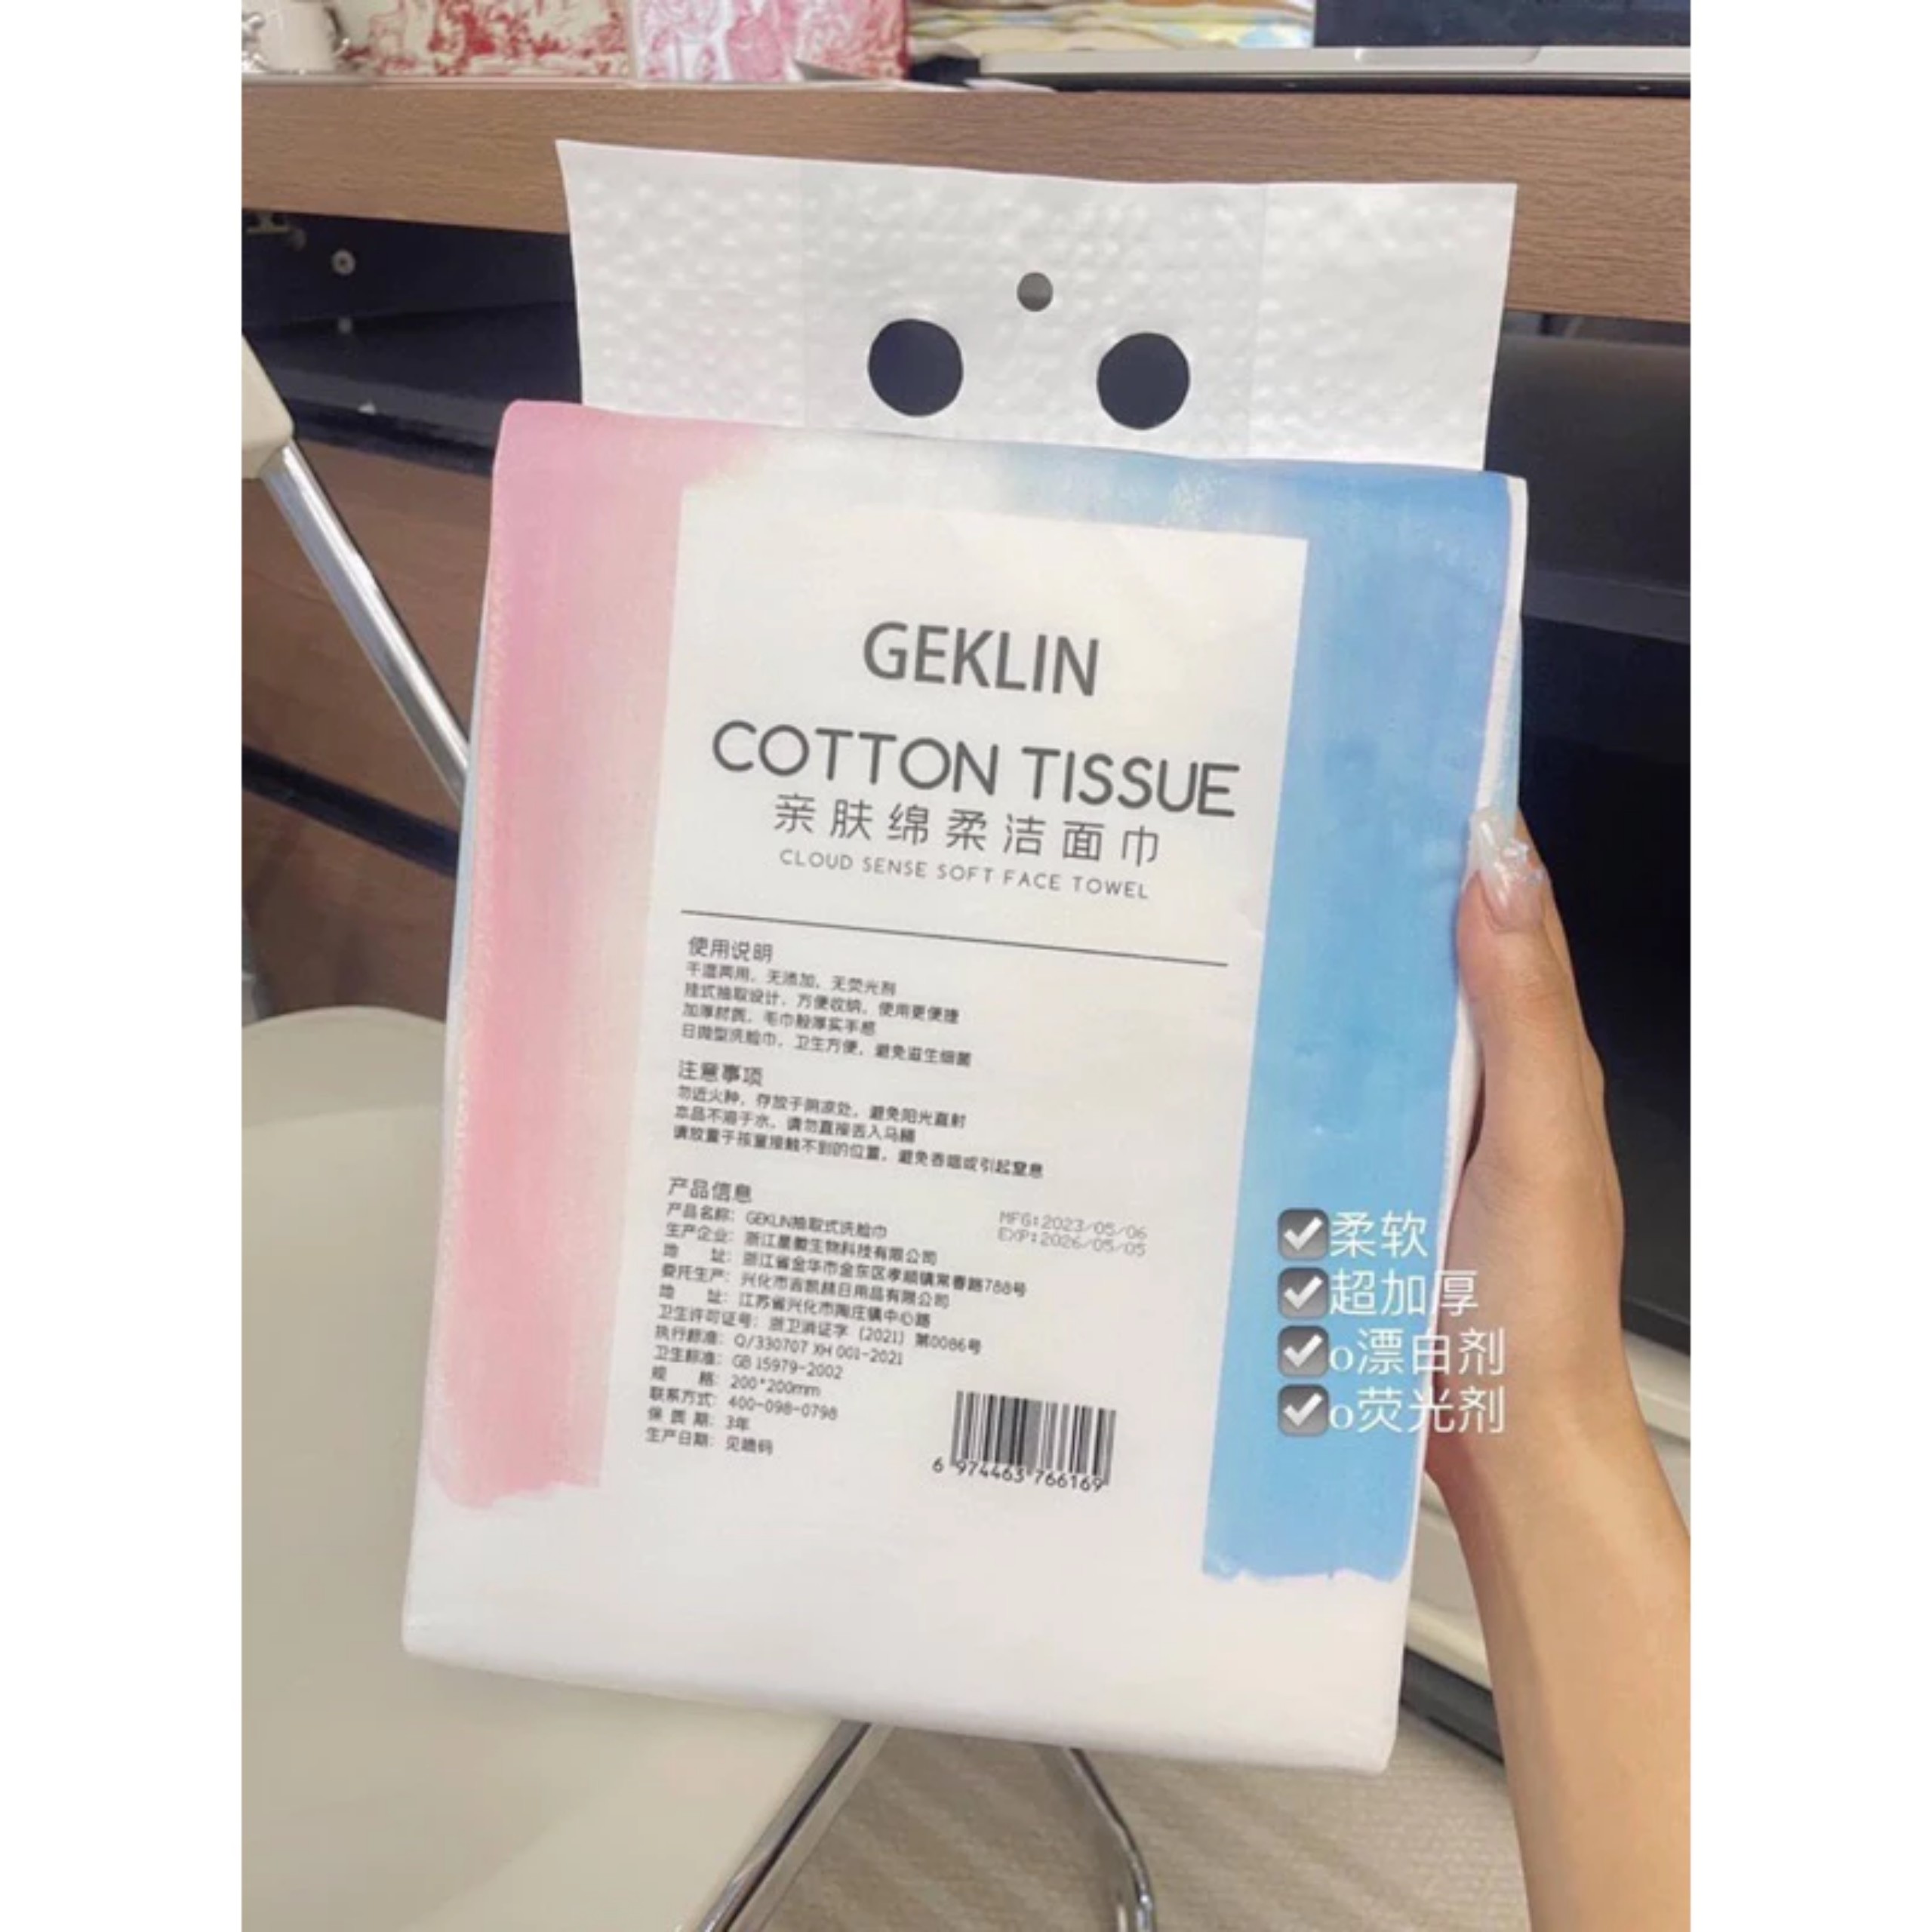 GEKLIN
COTTON TISSUE
亲肤绵柔洁面巾
CLOUD SENSE SOFT FACE TOWEL
使用说明
干湿两用，无添加，无荧光剂
挂式抽取设计，方便收纳，使用更便捷
加厚材质，毛巾般厚实手感
日抛型洗脸巾，卫生方便，避免滋生细菌
注意事项
勿近火种，存放于阴凉处，避免阳光直射
本品不溶于水，请勿直接丢入马桶
请放置于孩童接触不到的位置，避免吞咽或引起窒息
产品信息
产品名称：GEKLIN抽取式洗脸巾
MFG:2023/05/06
EXP:2026/05/05
生产企业：浙江星徽生物科技有限公司
地 址：浙江省金华市金东区孝顺镇常春路788号
委托生产：兴化市吉凯赫日用品有限公司
地 址：江苏省兴化市陶庄镇中心路
卫生许可证号：浙卫消证字（2021）第0086号
执行标准：Q/330707 XH 001-2021
卫生标准：GB 15979-2002
规 格：200*200mm
联系方式：400-098-0798
保 质 期：3年
生产日期：见喷码
6 974463 766169
✓柔软
✓超加厚
✓o漂白剂
✓o荧光剂